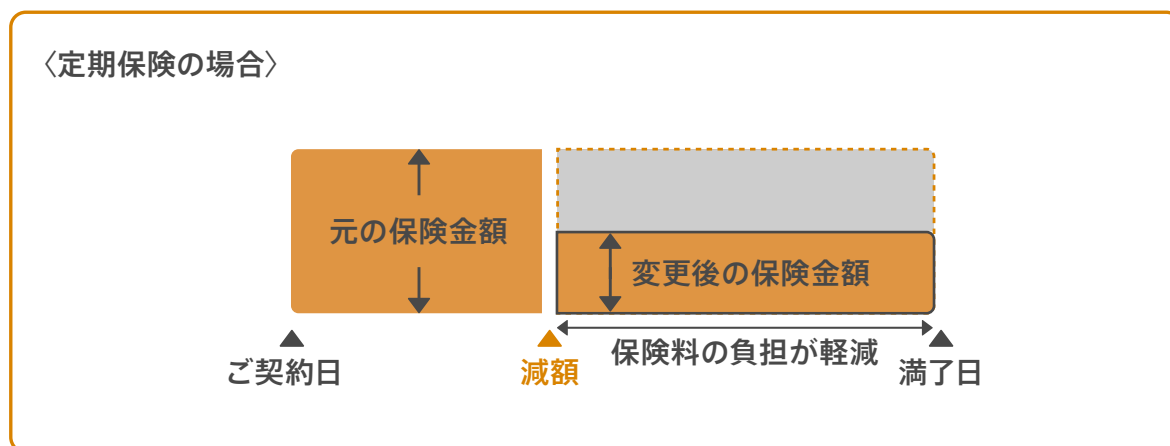 〈定期保険の場合〉
元の保険金額
変更後の保険金額
保険料の負担が軽減
ご契約日
減額
満了日